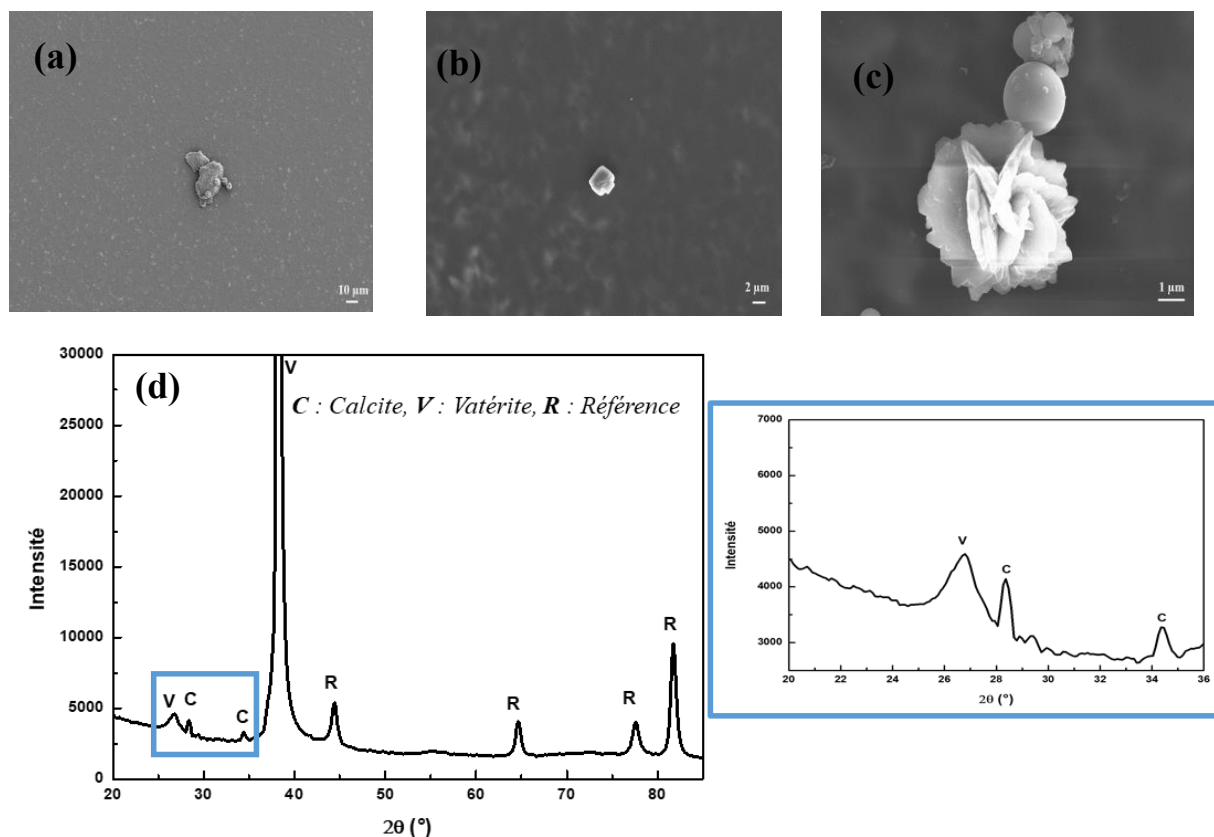 (a)
(b)
(c)
10 µm
2 µm
1 µm
(d)
V
C : Calcite, V : Vatérite, R : Référence
V
C
C
R
R
R
R
30000
25000
20000
15000
10000
5000
0
Intensité
20
30
40
50
60
70
80
2θ (°)
7000
6000
5000
4000
3000
Intensité
V
C
C
20
22
24
26
28
30
32
34
36
2θ (°)